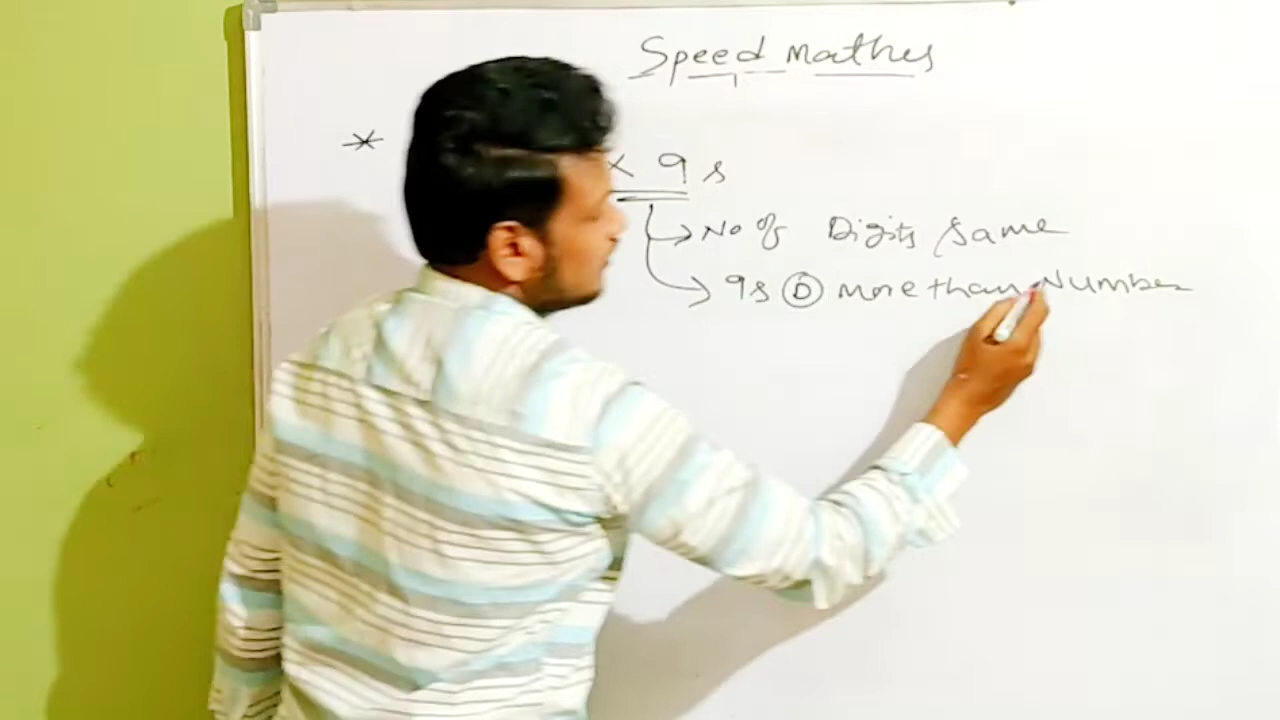 Speed Mathes
* × 9s
→ No of Digits Same
→ 9s D more than Number